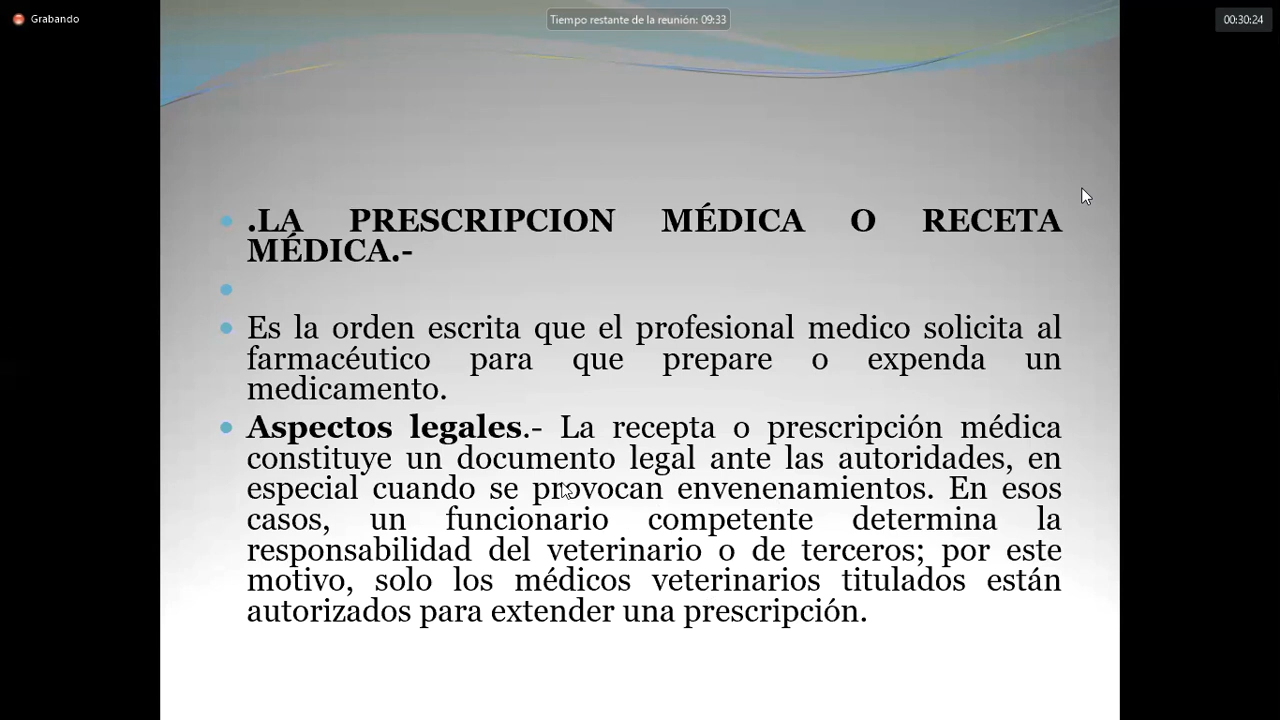 Grabando
Tiempo restante de la reunión: 09:33
00:30:24
.LA PRESCRIPCION MÉDICA O RECETA
MÉDICA.-
Es la orden escrita que el profesional medico solicita al
farmacéutico para que prepare o expenda un
medicamento.
Aspectos legales.- La recepta o prescripción médica
constituye un documento legal ante las autoridades, en
especial cuando se provocan envenenamientos. En esos
casos, un funcionario competente determina la
responsabilidad del veterinario o de terceros; por este
motivo, solo los médicos veterinarios titulados están
autorizados para extender una prescripción.